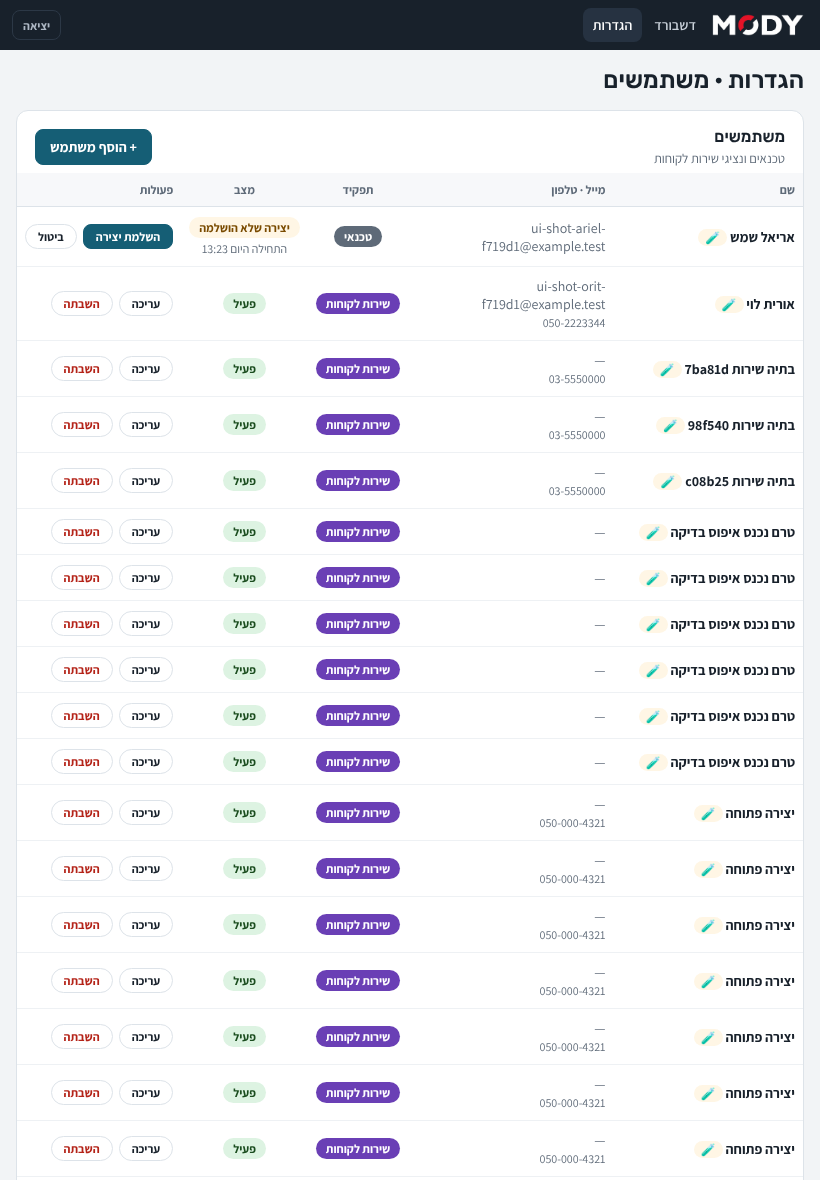 MODY דשבורד הגדרות יציאה
הגדרות • משתמשים
משתמשים
טכנאים ונציגי שירות לקוחות
+ הוסף משתמש
שם מייל · טלפון תפקיד מצב פעולות
אריאל שמש ui-shot-ariel-f719d1@example.test טכנאי יצירה שלא הושלמה התחילה היום 13:23 השלמת יצירה ביטול
אורית לוי ui-shot-orit-f719d1@example.test 050-2223344 שירות לקוחות פעיל עריכה השבתה
בתיה שירות 7ba81d — 03-5550000 שירות לקוחות פעיל עריכה השבתה
בתיה שירות 98f540 — 03-5550000 שירות לקוחות פעיל עריכה השבתה
בתיה שירות c08b25 — 03-5550000 שירות לקוחות פעיל עריכה השבתה
טרם נכנס איפוס בדיקה — שירות לקוחות פעיל עריכה השבתה
טרם נכנס איפוס בדיקה — שירות לקוחות פעיל עריכה השבתה
טרם נכנס איפוס בדיקה — שירות לקוחות פעיל עריכה השבתה
טרם נכנס איפוס בדיקה — שירות לקוחות פעיל עריכה השבתה
טרם נכנס איפוס בדיקה — שירות לקוחות פעיל עריכה השבתה
טרם נכנס איפוס בדיקה — שירות לקוחות פעיל עריכה השבתה
יצירה פתוחה — 050-000-4321 שירות לקוחות פעיל עריכה השבתה
יצירה פתוחה — 050-000-4321 שירות לקוחות פעיל עריכה השבתה
יצירה פתוחה — 050-000-4321 שירות לקוחות פעיל עריכה השבתה
יצירה פתוחה — 050-000-4321 שירות לקוחות פעיל עריכה השבתה
יצירה פתוחה — 050-000-4321 שירות לקוחות פעיל עריכה השבתה
יצירה פתוחה — 050-000-4321 שירות לקוחות פעיל עריכה השבתה
יצירה פתוחה — 050-000-4321 שירות לקוחות פעיל עריכה השבתה